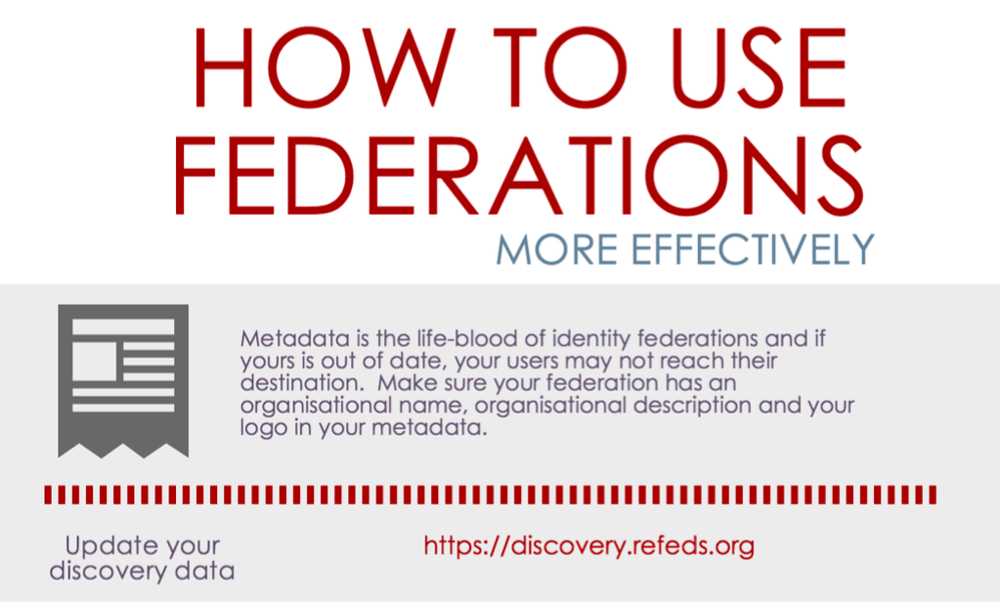 HOW TO USE
FEDERATIONS
MORE EFFECTIVELY
Metadata is the life-blood of identity federations and if
yours is out of date, your users may not reach their
destination.  Make sure your federation has an
organisational name, organisational description and your
logo in your metadata.
Update your
discovery data
https://discovery.refeds.org